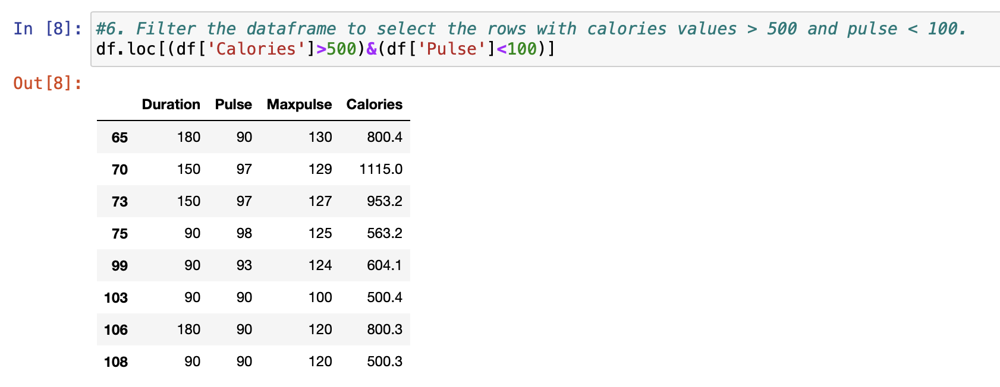 In [8]: #6. Filter the dataframe to select the rows with calories values > 500 and pulse < 100.
df.loc[(df['Calories']>500)&(df['Pulse']<100)]
Out[8]:
Duration Pulse Maxpulse Calories
65 180 90 130 800.4
70 150 97 129 1115.0
73 150 97 127 953.2
75 90 98 125 563.2
99 90 93 124 604.1
103 90 90 100 500.4
106 180 90 120 800.3
108 90 90 120 500.3